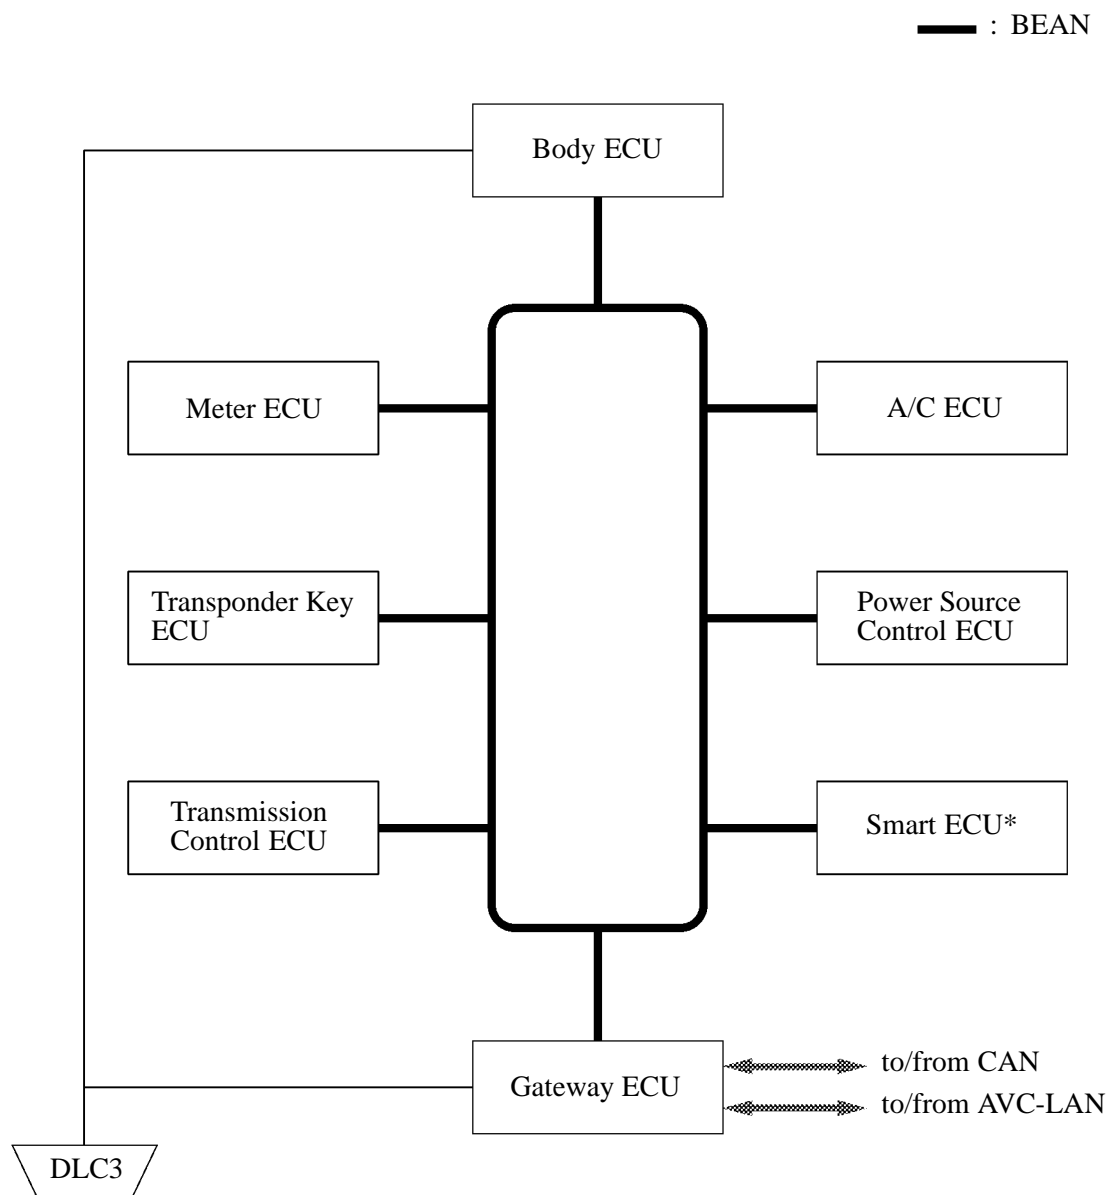 : BEAN
Body ECU
Meter ECU
A/C ECU
Transponder Key
ECU
Power Source
Control ECU
Transmission
Control ECU
Smart ECU*
Gateway ECU
to/from CAN
to/from AVC-LAN
DLC3